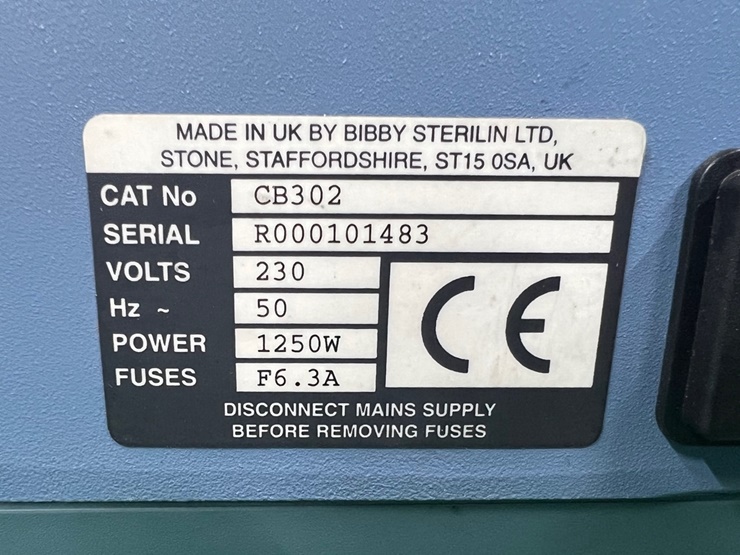 MADE IN UK BY BIBBY STERILIN LTD,
STONE, STAFFORDSHIRE, ST15 0SA, UK
CAT No CB302
SERIAL R000101483
VOLTS 230
Hz ~ 50
POWER 1250W
FUSES F6.3A
CE
DISCONNECT MAINS SUPPLY
BEFORE REMOVING FUSES